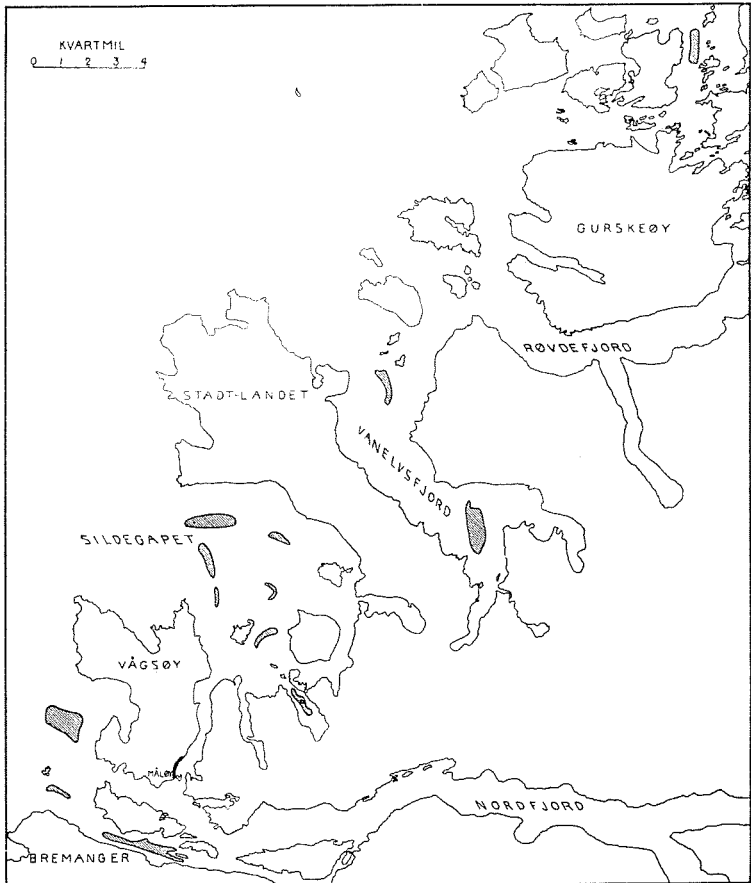 KVARTMIL
0 1 2 3 4
GURSKEØY
RØVDEFJORD
STADT-LANDET
VANELVSFJORD
SILDEGAPET
VÅGSØY
MÅLØY
NORDFJORD
BREMANGER